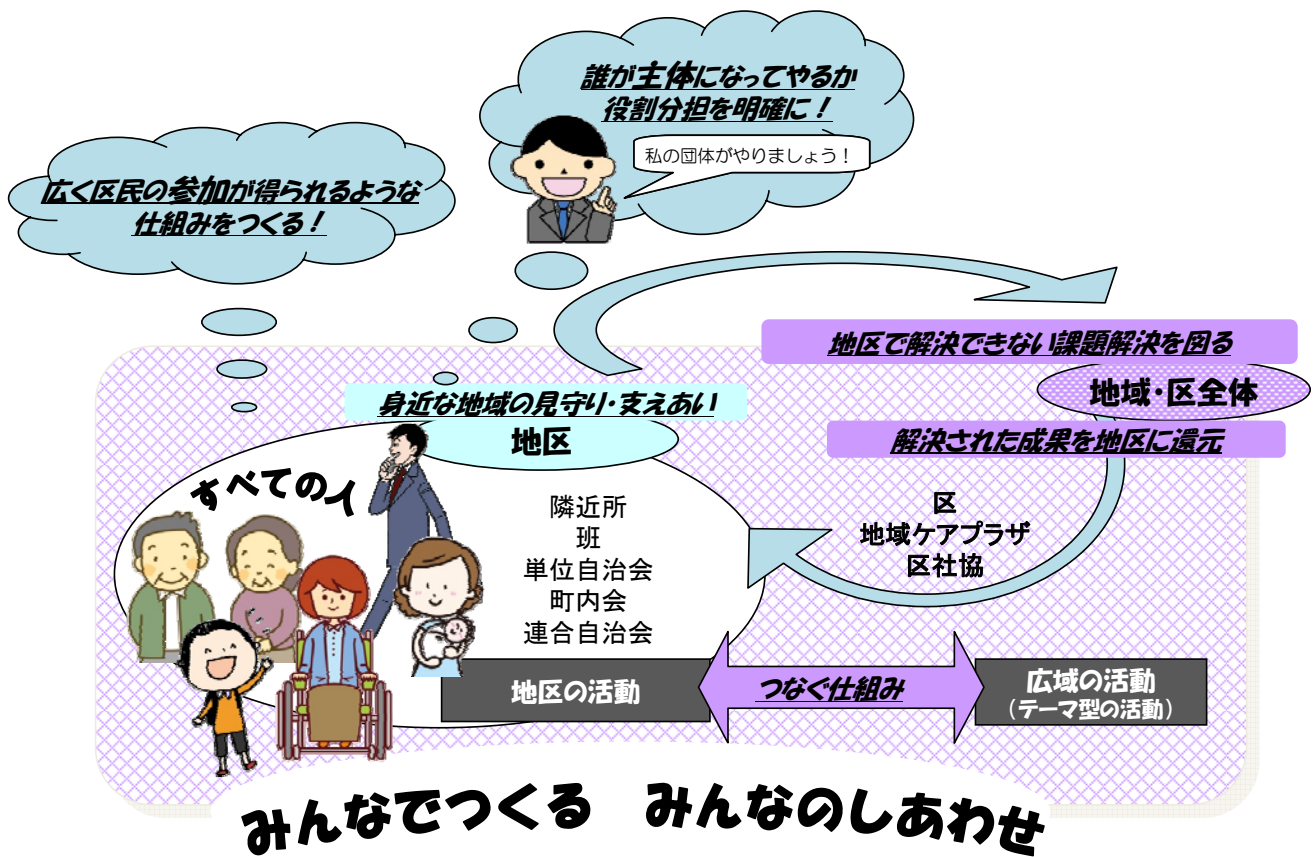 誰が主体になってやるか
役割分担を明確に！
私の団体がやりましょう！
広く区民の参加が得られるような
仕組みをつくる！
地区で解決できない課題解決を図る
地域・区全体
解決された成果を地区に還元
身近な地域の見守り・支えあい
地区
すべての人
隣近所
班
単位自治会
町内会
連合自治会
区
地域ケアプラザ
区社協
地区の活動
つなぐ仕組み
広域の活動
（テーマ型の活動）
みんなでつくる　みんなのしあわせ